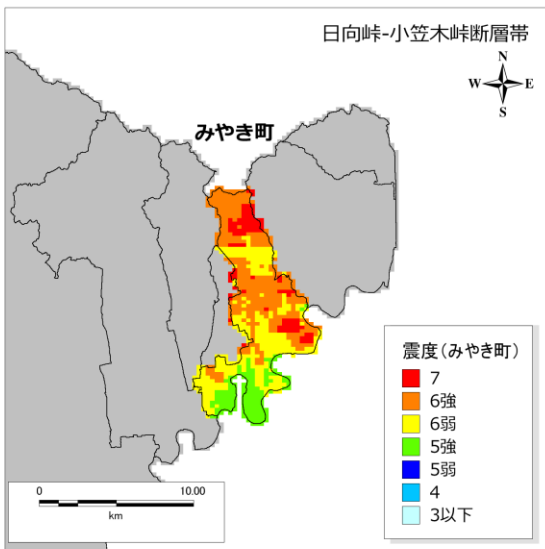 日向峠-小笠木峠断層帯
N
W E
S
みやき町
震度(みやき町)
7
6強
6弱
5強
5弱
4
3以下
0 10.00
km